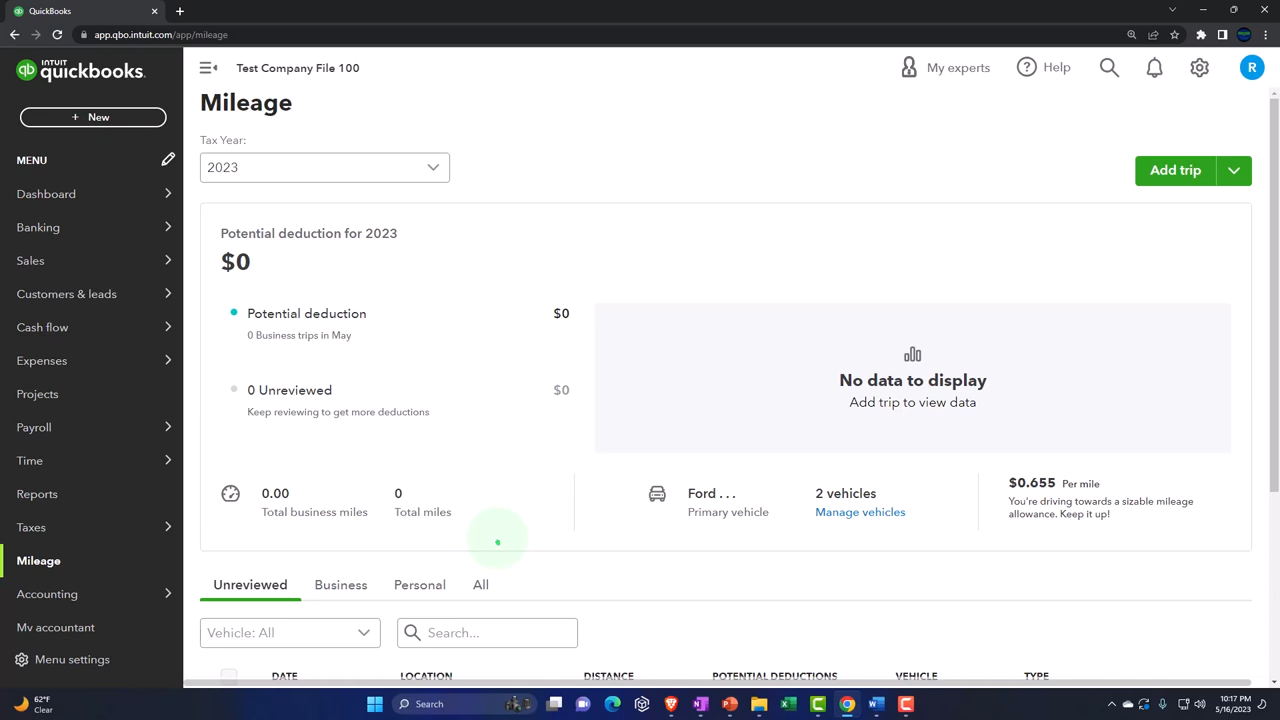 QuickBooks
app.qbo.intuit.com/app/mileage
INTUIT
quickbooks.
Test Company File 100
My experts
Help
R
+ New
MENU
Dashboard
Banking
Sales
Customers & leads
Cash flow
Expenses
Projects
Payroll
Time
Reports
Taxes
Mileage
Accounting
My accountant
Menu settings
Mileage
Tax Year:
2023
Add trip
Potential deduction for 2023
$0
Potential deduction $0
0 Business trips in May
0 Unreviewed $0
Keep reviewing to get more deductions
No data to display
Add trip to view data
0.00
Total business miles
0
Total miles
Ford . . .
Primary vehicle
2 vehicles
Manage vehicles
$0.655 Per mile
You're driving towards a sizable mileage
allowance. Keep it up!
Unreviewed Business Personal All
Vehicle: All
Search...
DATE LOCATION DISTANCE POTENTIAL DEDUCTIONS VEHICLE TYPE
62°F
Clear
Search
10:17 PM
5/16/2023